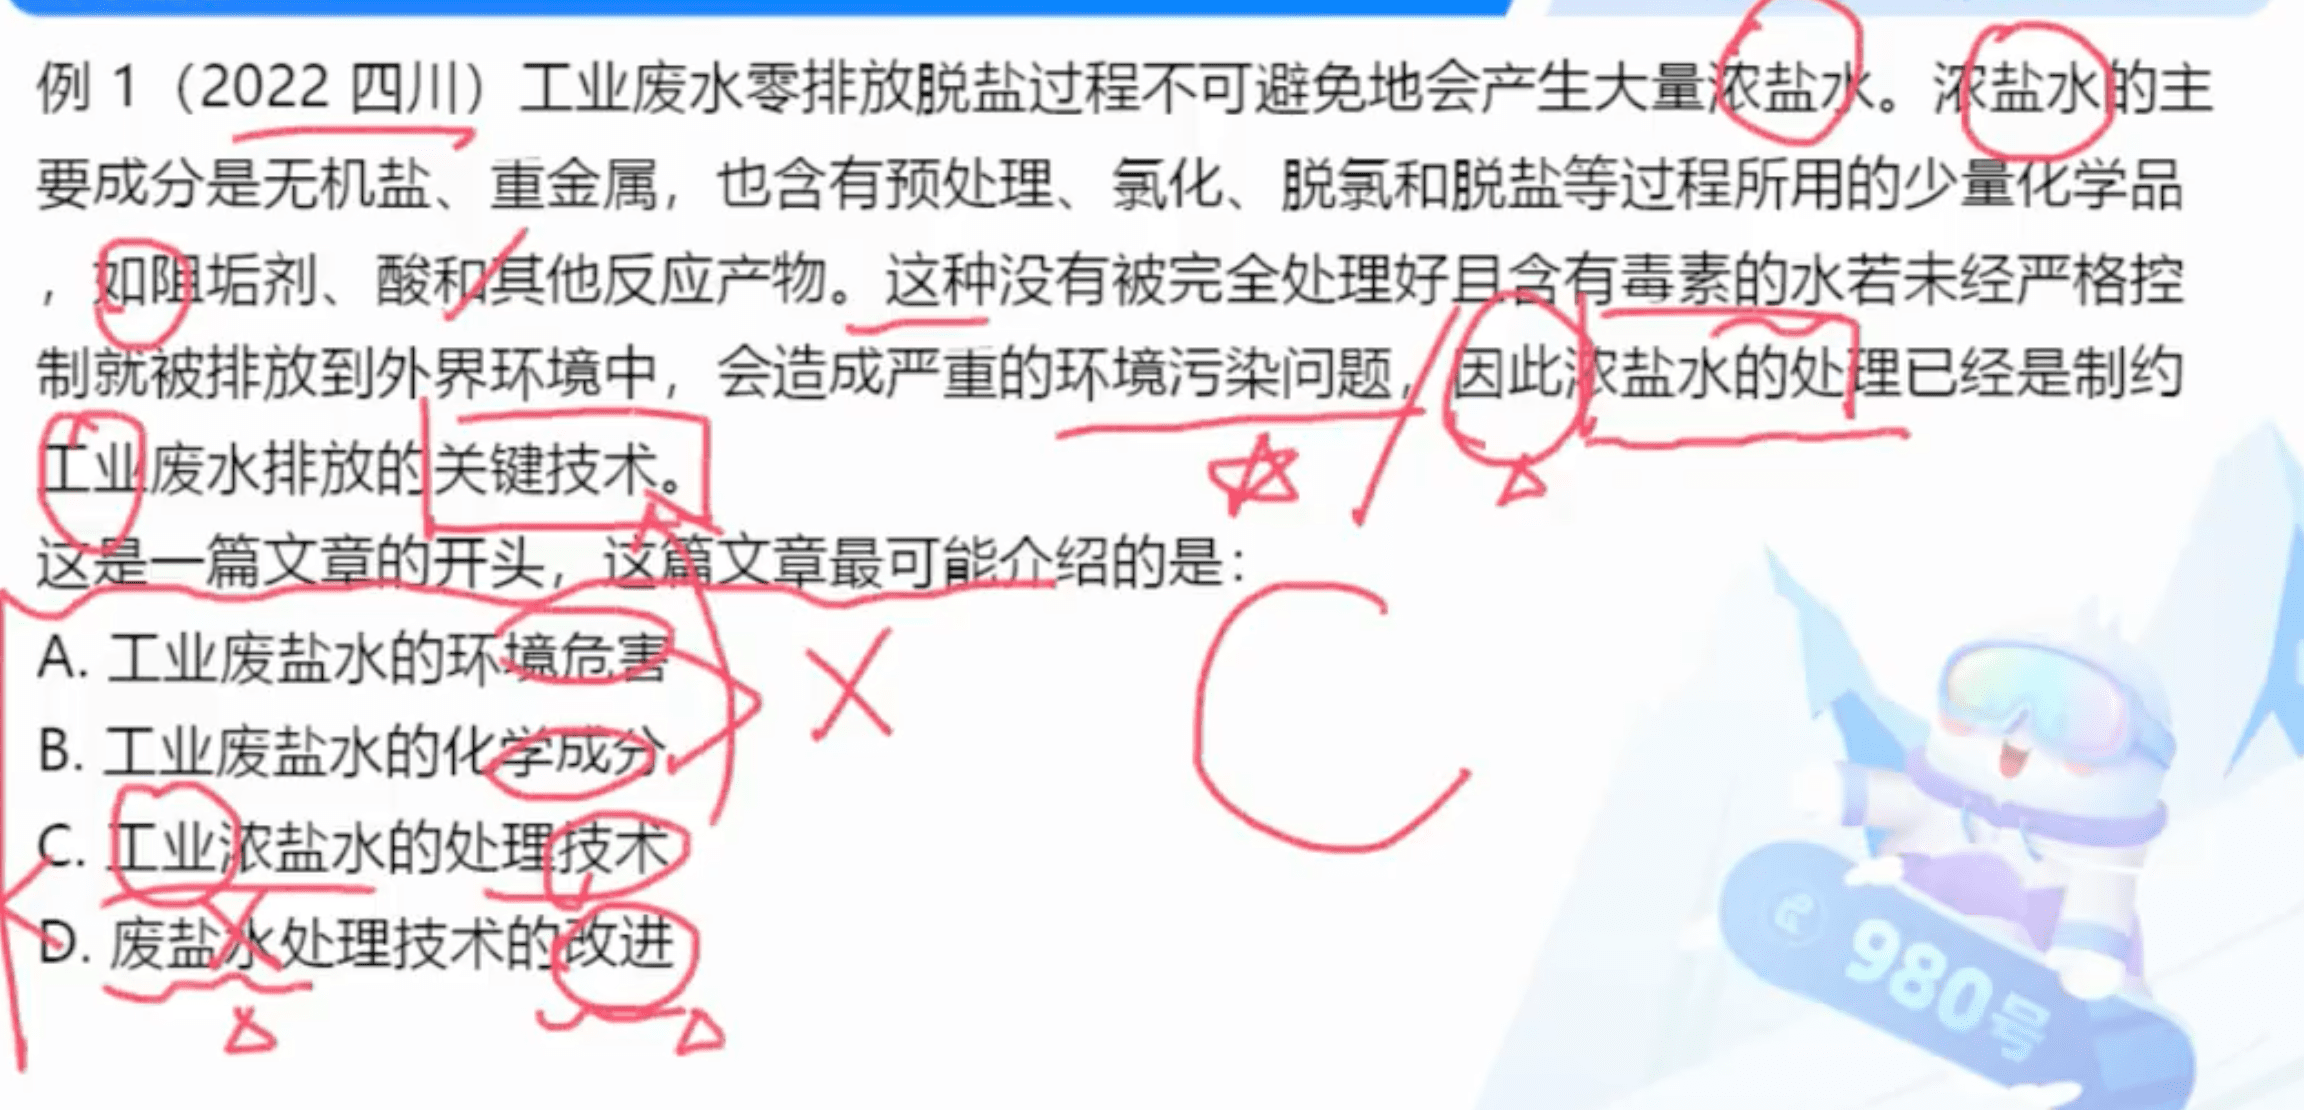 例 1（2022 四川）工业废水零排放脱盐过程不可避免地会产生大量浓盐水。浓盐水的主
要成分是无机盐、重金属，也含有预处理、氯化、脱氯和脱盐等过程所用的少量化学品
，如阻垢剂、酸和其他反应产物。这种没有被完全处理好且含有毒素的水若未经严格控
制就被排放到外界环境中，会造成严重的环境污染问题，因此浓盐水的处理已经是制约
工业废水排放的关键技术。
这是一篇文章的开头，这篇文章最可能介绍的是：
A. 工业废盐水的环境危害
B. 工业废盐水的化学成分
C. 工业浓盐水的处理技术
D. 废盐水处理技术的改进
X
C
980号